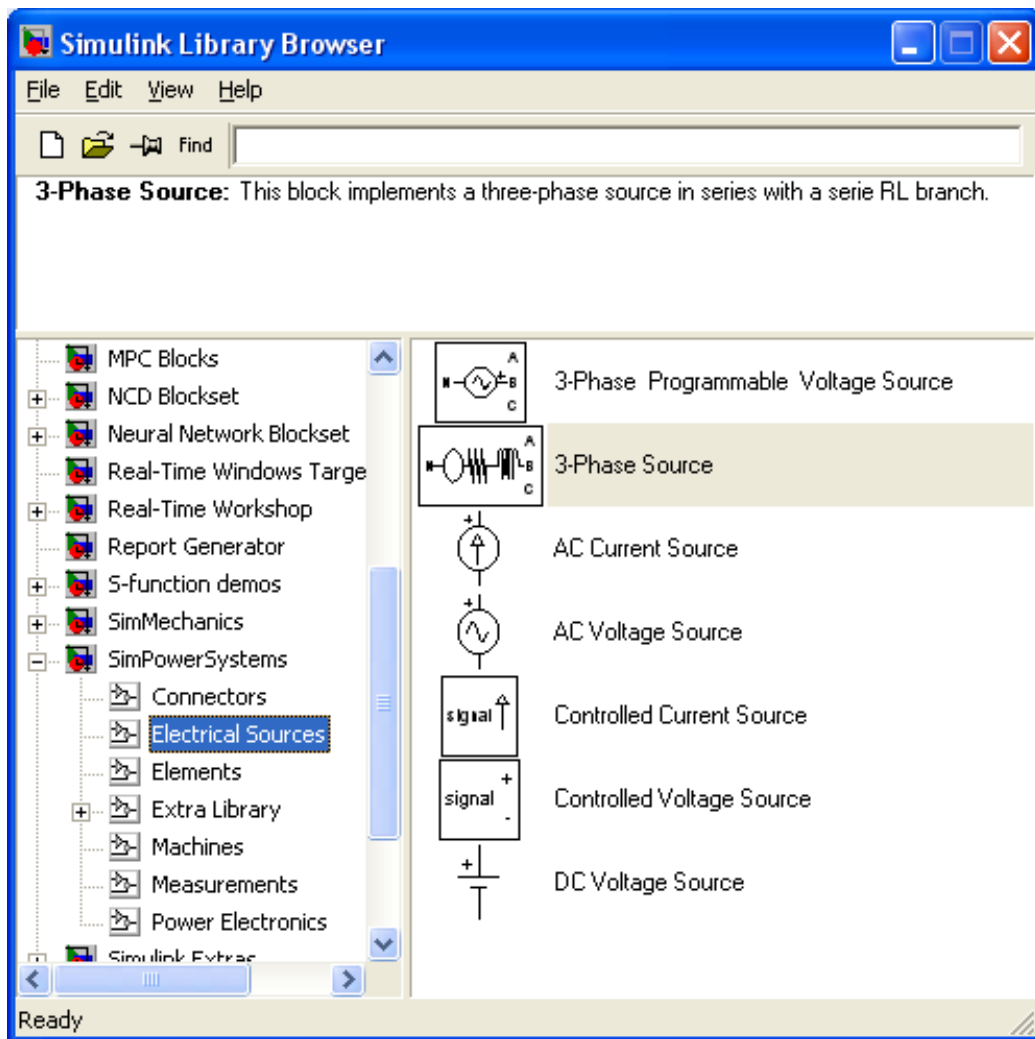 Simulink Library Browser
File Edit View Help
Find
3-Phase Source: This block implements a three-phase source in series with a serie RL branch.
MPC Blocks
NCD Blockset
Neural Network Blockset
Real-Time Windows Targe
Real-Time Workshop
Report Generator
S-function demos
SimMechanics
SimPowerSystems
Connectors
Electrical Sources
Elements
Extra Library
Machines
Measurements
Power Electronics
Simulink Extras
N A B C 3-Phase Programmable Voltage Source
N A B C 3-Phase Source
+ AC Current Source
+ AC Voltage Source
signal Controlled Current Source
signal + - Controlled Voltage Source
+ DC Voltage Source
Ready